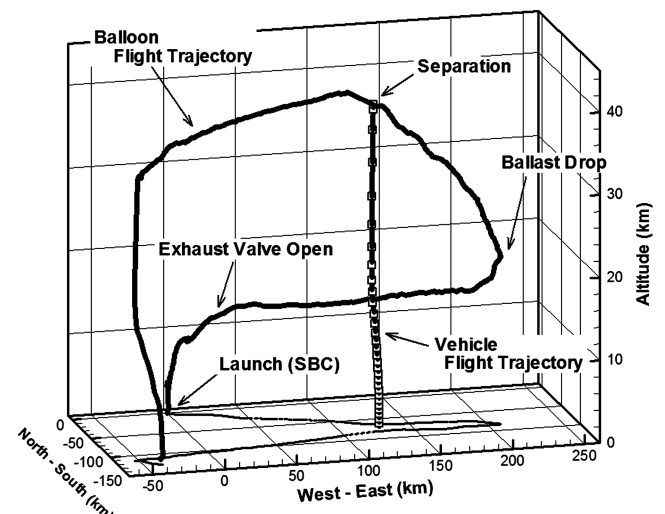 Balloon
Flight Trajectory
Separation
Ballast Drop
Exhaust Valve Open
Launch (SBC)
Vehicle
Flight Trajectory
40
30
20
10
0
Altitude (km)
0
-50
-100
-150
North - South (km)
-50
0
50
100
150
200
250
West - East (km)